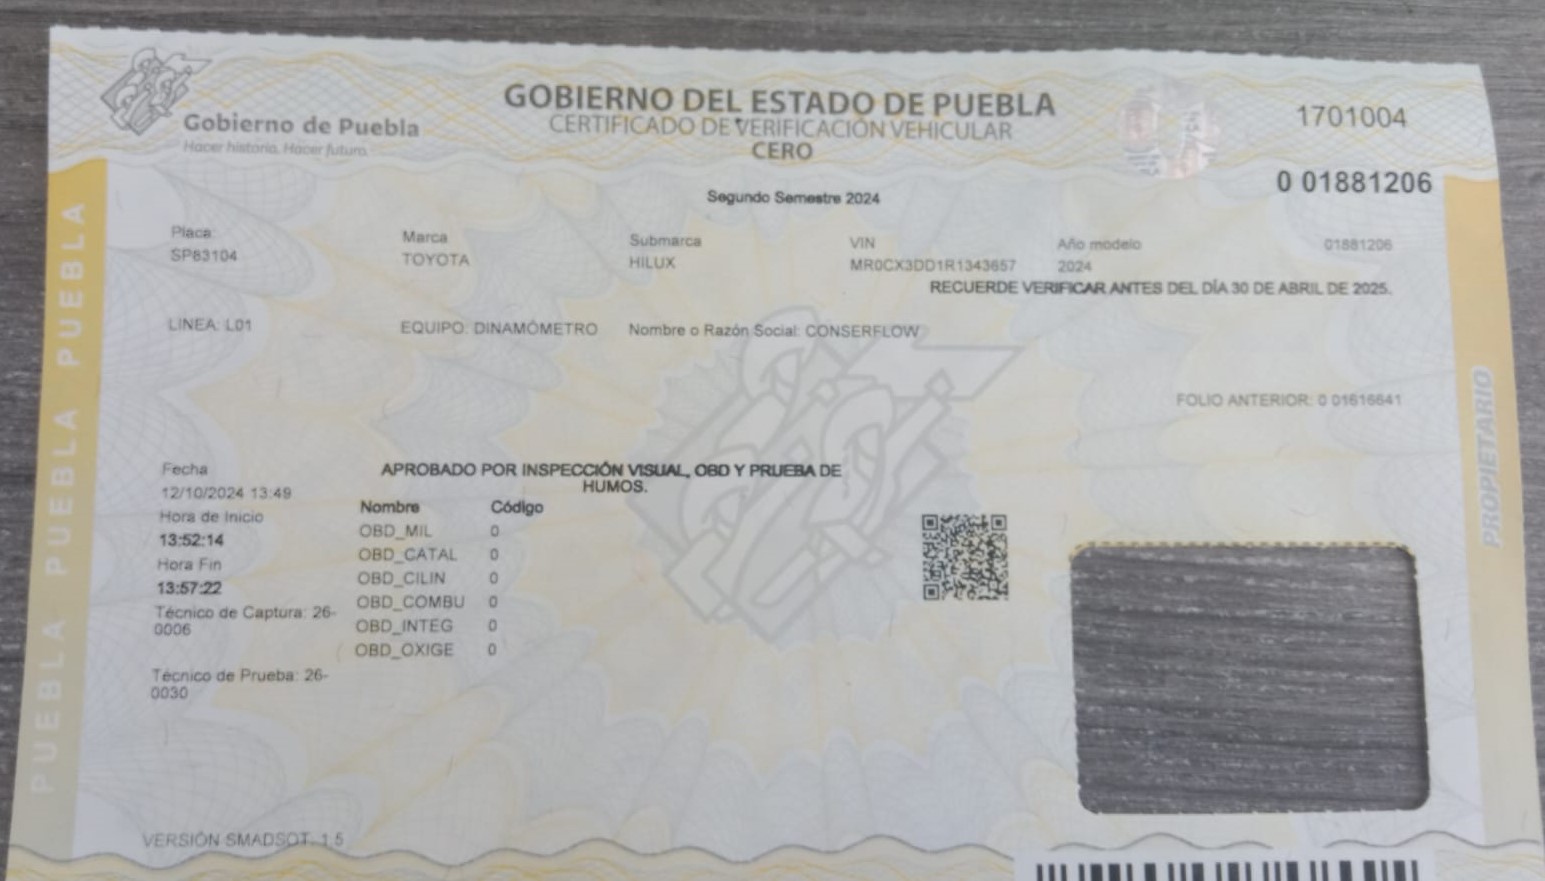 Gobierno de Puebla
Hacer historia. Hacer futuro.
GOBIERNO DEL ESTADO DE PUEBLA
CERTIFICADO DE VERIFICACIÓN VEHICULAR
CERO
1701004
0 01881206
Segundo Semestre 2024
Placa:
SP83104
Marca
TOYOTA
Submarca
HILUX
VIN
MR0CX3DD1R1343657
Año modelo
2024
01881206
RECUERDE VERIFICAR ANTES DEL DÍA 30 DE ABRIL DE 2025.
LINEA: L01
EQUIPO: DINAMÓMETRO
Nombre o Razón Social: CONSERFLOW
FOLIO ANTERIOR: 0 01616641
Fecha
12/10/2024 13:49
Hora de Inicio
13:52:14
Hora Fin
13:57:22
Técnico de Captura: 26-
0006
Técnico de Prueba: 26-
0030
APROBADO POR INSPECCIÓN VISUAL, OBD Y PRUEBA DE
HUMOS.
Nombre Código
OBD_MIL 0
OBD_CATAL 0
OBD_CILIN 0
OBD_COMBU 0
OBD_INTEG 0
OBD_OXIGE 0
VERSIÓN SMADSOT: 1.5
PUEBLA PUEBLA PUEBLA PUEBLA
PROPIETARIO